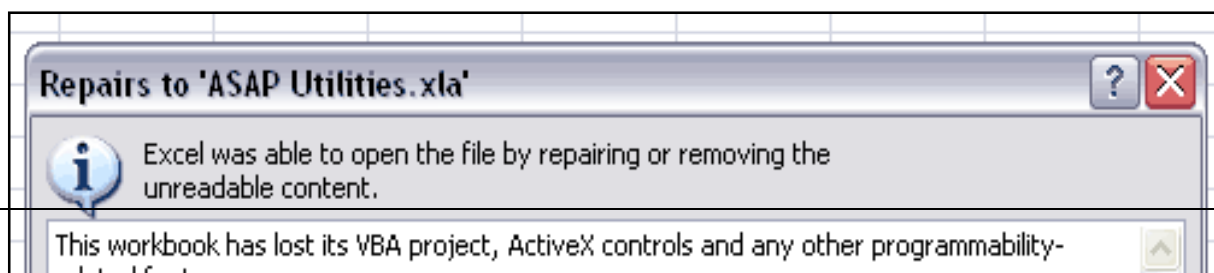 Repairs to 'ASAP Utilities.xla'
Excel was able to open the file by repairing or removing the
unreadable content.
This workbook has lost its VBA project, ActiveX controls and any other programmability-